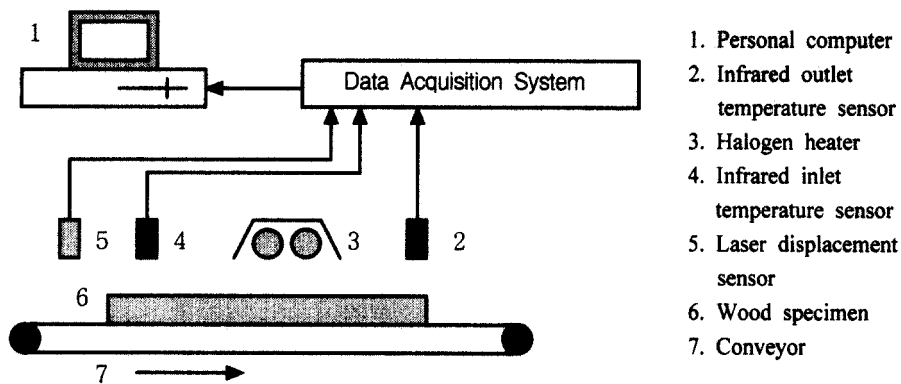 1
Data Acquisition System
5
4
3
2
6
7
1. Personal computer
2. Infrared outlet
temperature sensor
3. Halogen heater
4. Infrared inlet
temperature sensor
5. Laser displacement
sensor
6. Wood specimen
7. Conveyor